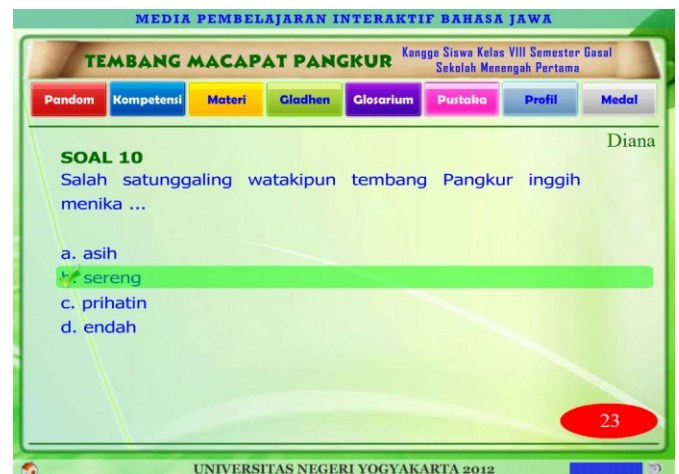 MEDIA PEMBELAJARAN INTERAKTIF BAHASA JAWA
TEMBANG MACAPAT PANGKUR
Kangge Siswa Kelas VIII Semester Gasal
Sekolah Menengah Pertama
Pandom Kompetensi Materi Gladhen Glosarium Pustaka Profil Medal
Diana
SOAL 10
Salah satunggaling watakipun tembang Pangkur inggih
menika ...
a. asih
b. sereng
c. prihatin
d. endah
23
UNIVERSITAS NEGERI YOGYAKARTA 2012